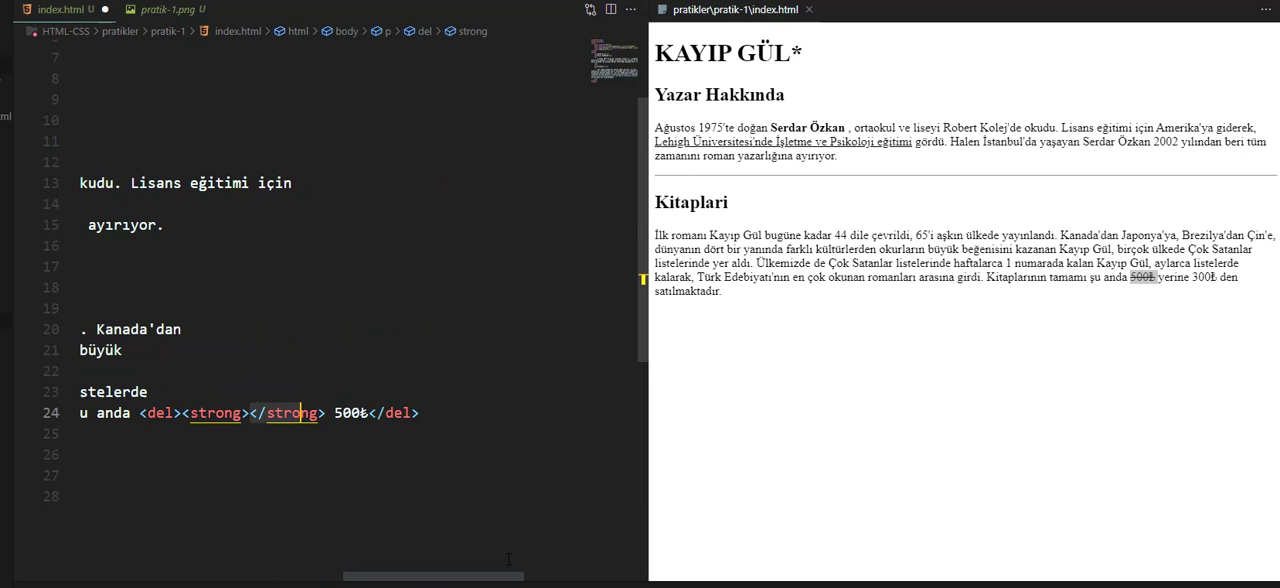 index.html U
pratik-1.png U
pratikler\pratik-1\index.html
HTML-CSS > pratikler > pratik-1 > index.html > html > body > p > del > strong
7
8
9
10
11
12
13 kudu. Lisans eğitimi için
14
15 ayırıyor.
16
17
18
19
20 . Kanada'dan
21 büyük
22
23 stelerde
24 u anda <del><strong></strong> 500₺</del>
25
26
27
28
ml
KAYIP GÜL*
Yazar Hakkında
Ağustos 1975'te doğan Serdar Özkan , ortaokul ve liseyi Robert Kolej'de okudu. Lisans eğitimi için Amerika'ya giderek,
Lehigh Üniversitesi'nde İşletme ve Psikoloji eğitimi gördü. Halen İstanbul'da yaşayan Serdar Özkan 2002 yılından beri tüm
zamanını roman yazarlığına ayırıyor.
Kitaplari
İlk romanı Kayıp Gül bugüne kadar 44 dile çevrildi, 65'i aşkın ülkede yayınlandı. Kanada'dan Japonya'ya, Brezilya'dan Çin'e,
dünyanın dört bir yanında farklı kültürlerden okurların büyük beğenisini kazanan Kayıp Gül, birçok ülkede Çok Satanlar
listelerinde yer aldı. Ülkemizde de Çok Satanlar listelerinde haftalarca 1 numarada kalan Kayıp Gül, aylarca listelerde
kalarak, Türk Edebiyatı'nın en çok okunan romanları arasına girdi. Kitaplarının tamamı şu anda 500₺ yerine 300₺ den
satılmaktadır.